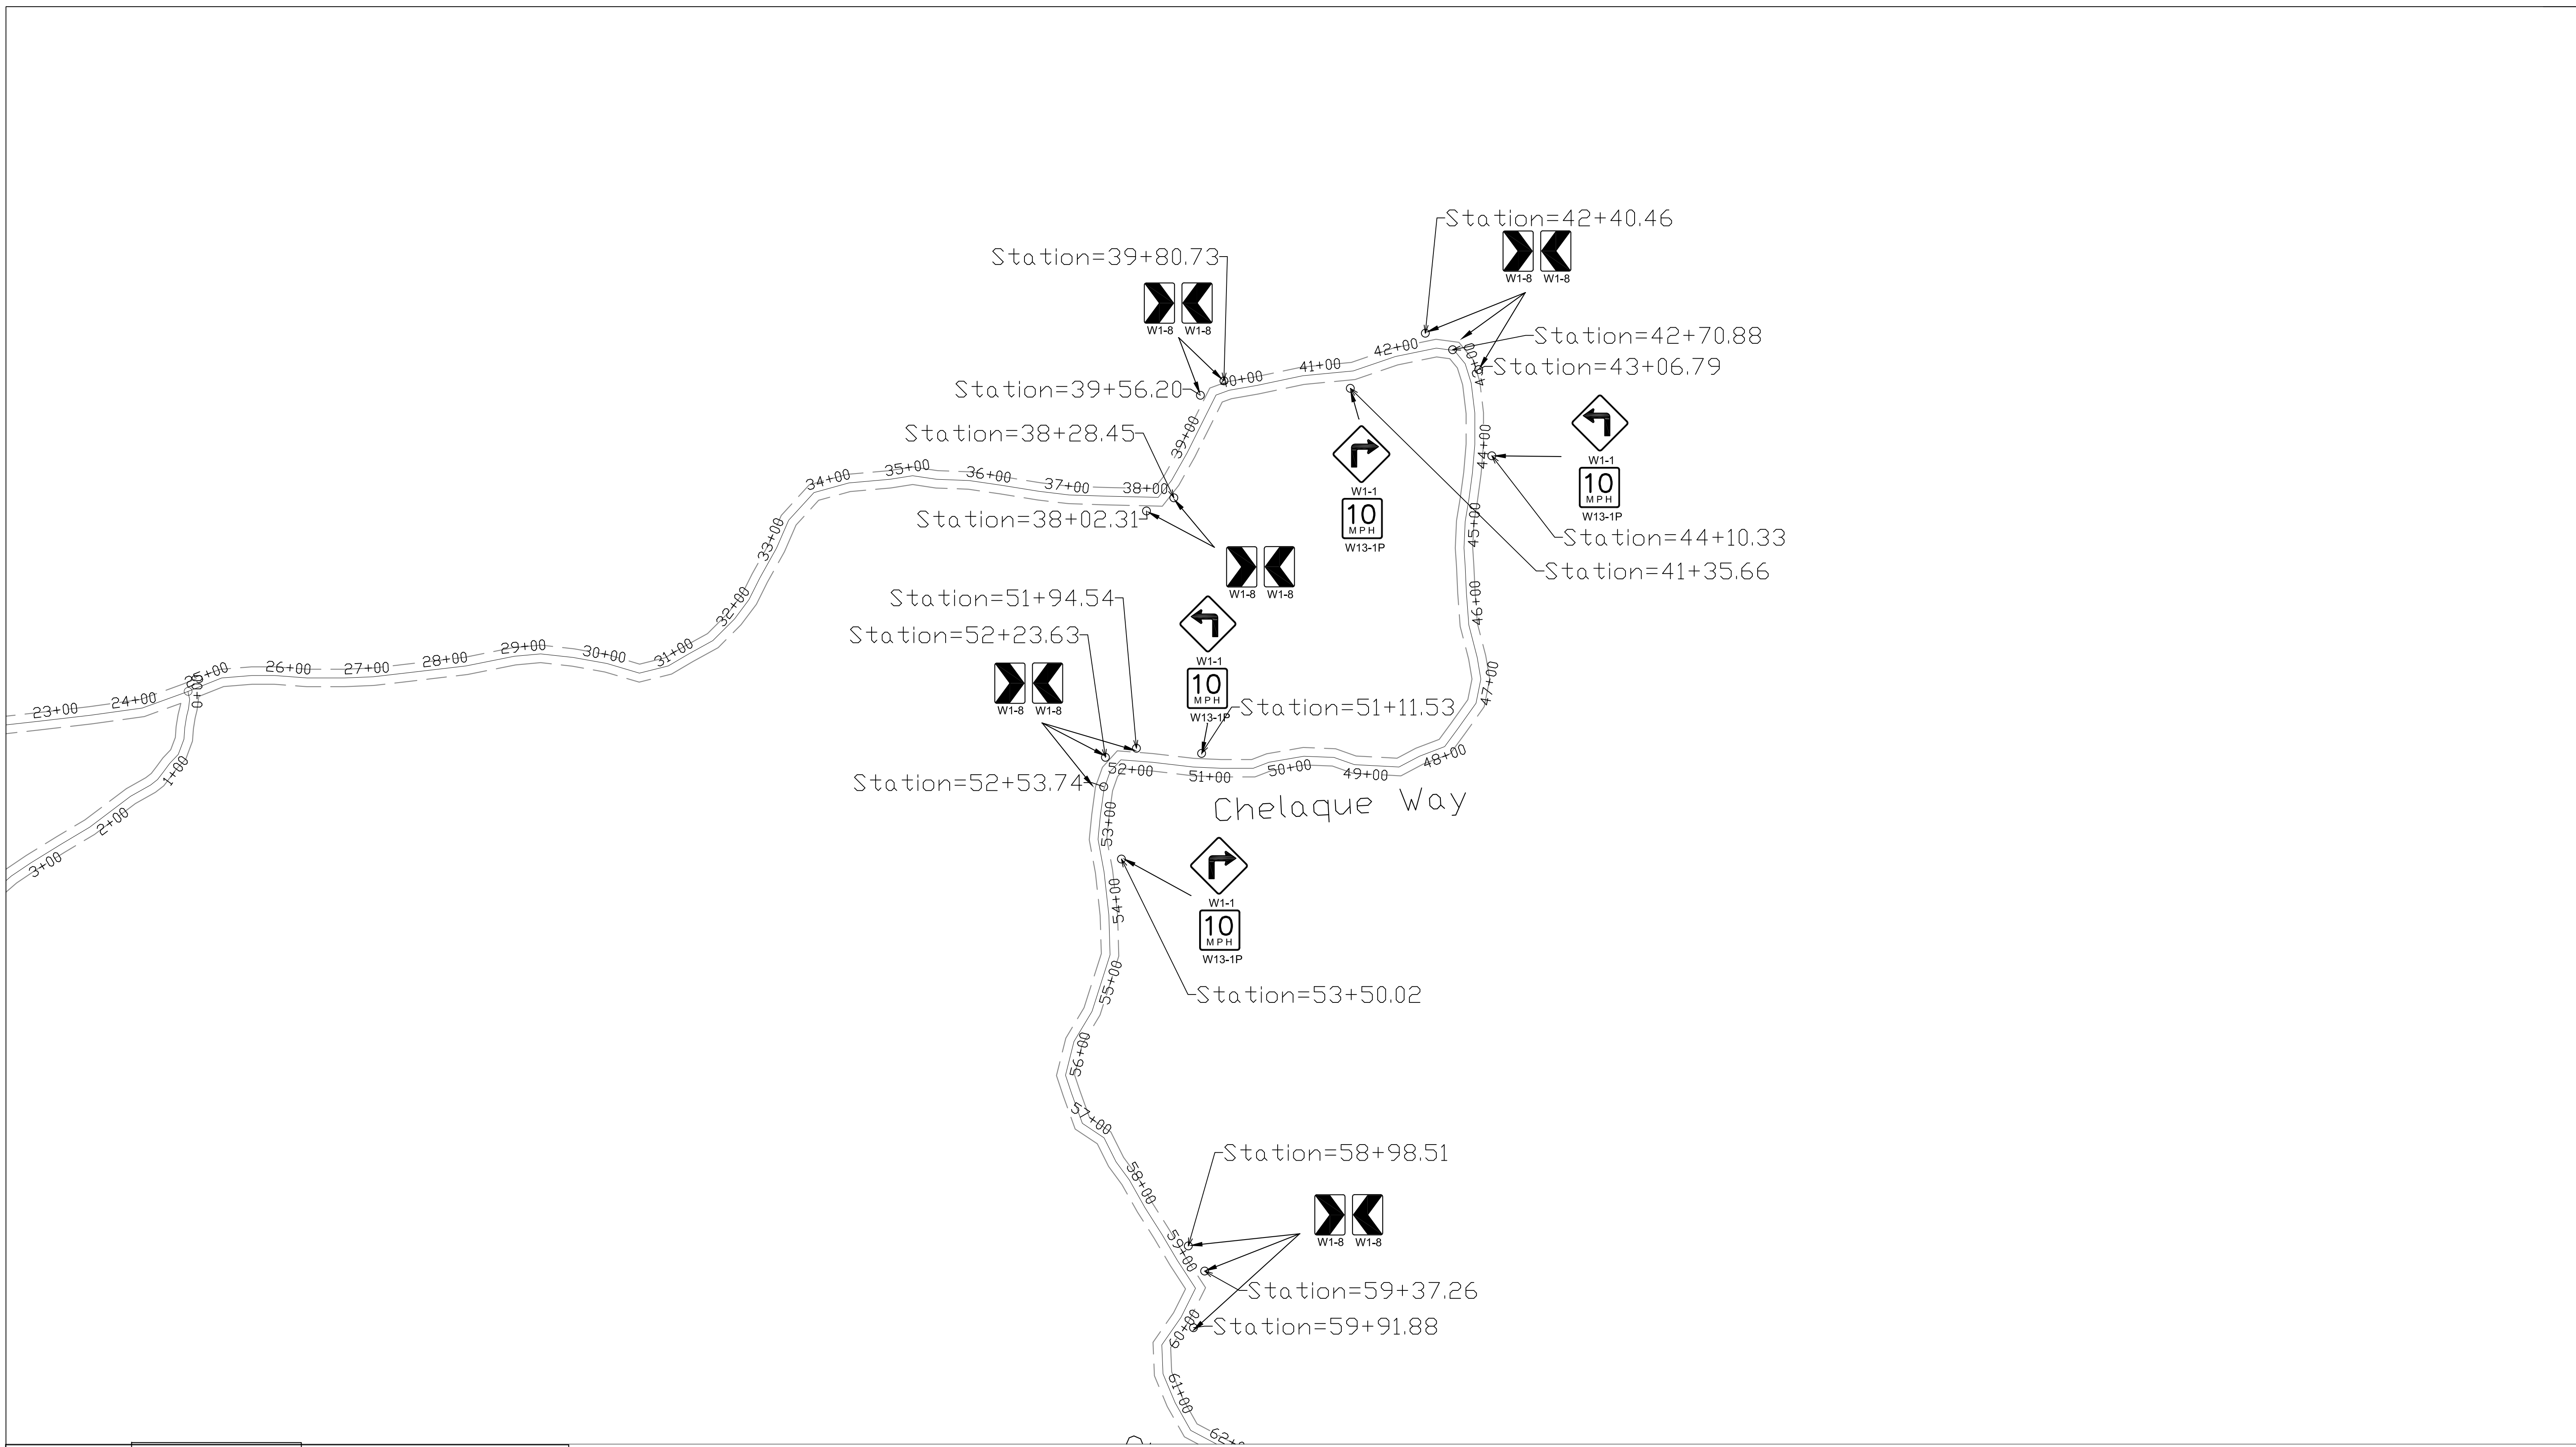 Station=42+40.46
W1-8 W1-8
Station=39+80.73
W1-8 W1-8
Station=42+70.88
Station=43+06.79
Station=39+56.20
Station=38+28.45
Station=38+02.31
W1-8 W1-8
W1-1
10
MPH
W13-1P
W1-1
10
MPH
W13-1P
Station=44+10.33
Station=41+35.66
Station=51+94.54
Station=52+23.63
W1-8 W1-8
W1-1
10
MPH
W13-1P
Station=51+11.53
Station=52+53.74
Chelaque Way
W1-1
10
MPH
W13-1P
Station=53+50.02
Station=58+98.51
W1-8 W1-8
Station=59+37.26
Station=59+91.88
23+00
24+00
25+00
26+00
27+00
28+00
29+00
30+00
31+00
32+00
33+00
34+00
35+00
36+00
37+00
38+00
39+00
40+00
41+00
42+00
43+00
44+00
45+00
46+00
47+00
48+00
49+00
50+00
51+00
52+00
53+00
54+00
55+00
56+00
57+00
58+00
59+00
60+00
61+00
0+00
1+00
2+00
3+00